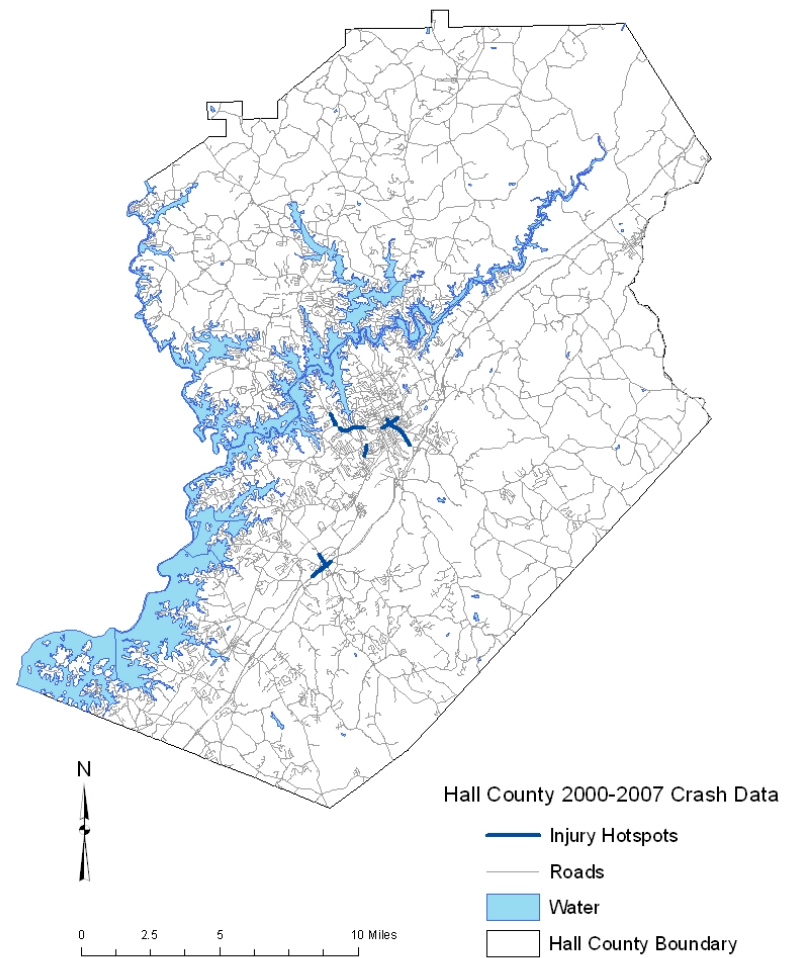 N
0 2.5 5 10 Miles
Hall County 2000-2007 Crash Data
Injury Hotspots
Roads
Water
Hall County Boundary